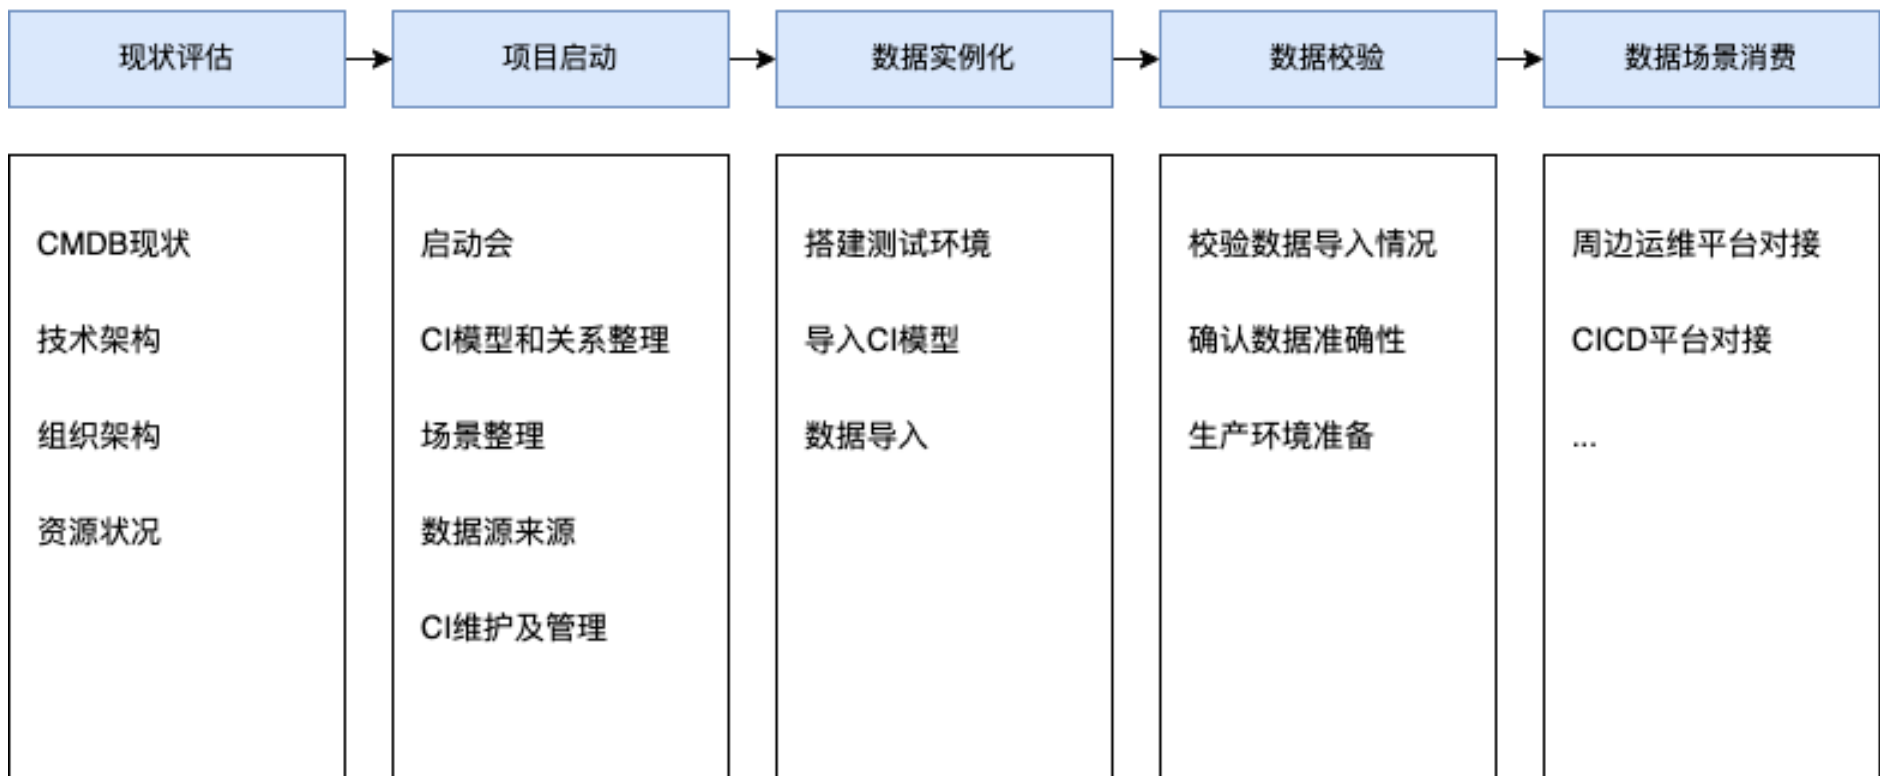 现状评估
项目启动
数据实例化
数据校验
数据场景消费
CMDB现状
技术架构
组织架构
资源状况
启动会
CI模型和关系整理
场景整理
数据源来源
CI维护及管理
搭建测试环境
导入CI模型
数据导入
校验数据导入情况
确认数据准确性
生产环境准备
周边运维平台对接
CICD平台对接
...